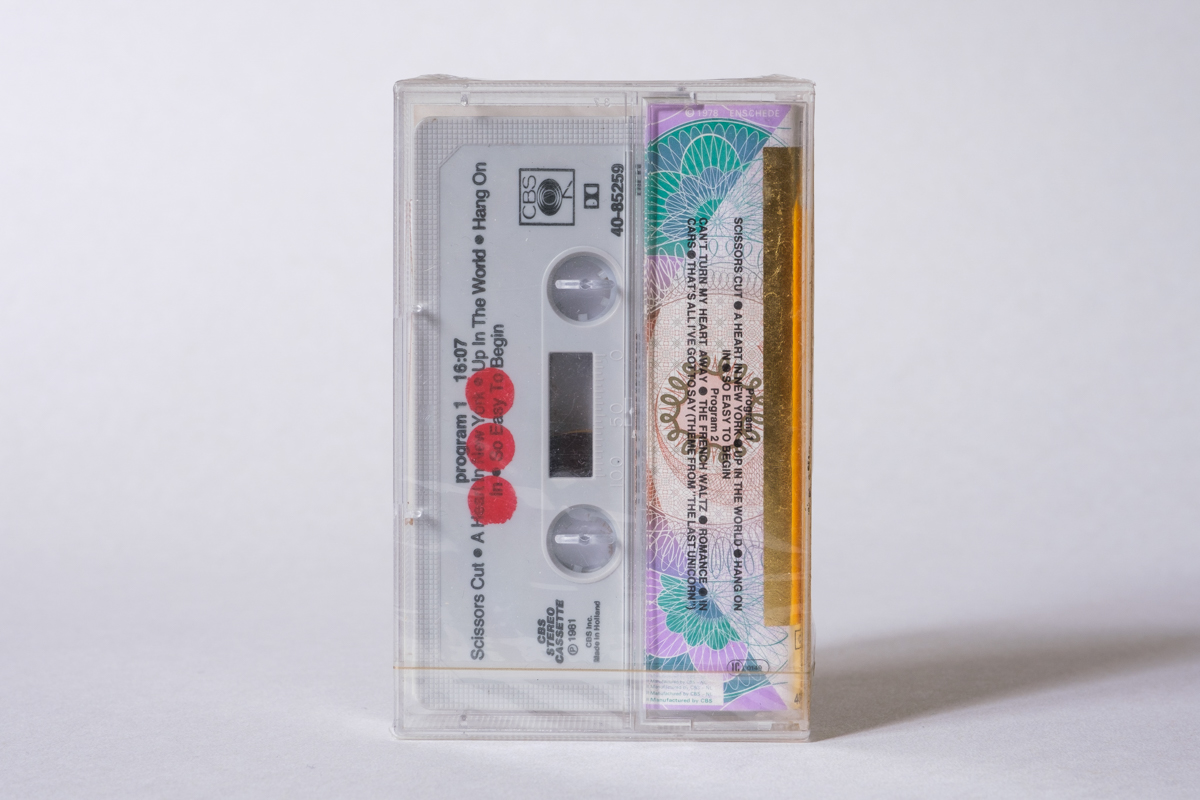 program 1 16:07
Scissors Cut ● A Heart In New York ● Up In The World ● Hang On
In ● So Easy To Begin
CBS
40-85259
CBS
STEREO
CASSETTE
℗ 1981
CBS Inc.
Made in Holland
© 1978 ENSCHEDE
Program 1
SCISSORS CUT ● A HEART IN NEW YORK ● UP IN THE WORLD ● HANG ON
IN ● SO EASY TO BEGIN
Program 2
CAN'T TURN MY HEART AWAY ● THE FRENCH WALTZ ● ROMANCE ● IN
CARS ● THAT'S ALL I'VE GOT TO SAY (THEME FROM "THE LAST UNICORN")
Manufactured by CBS